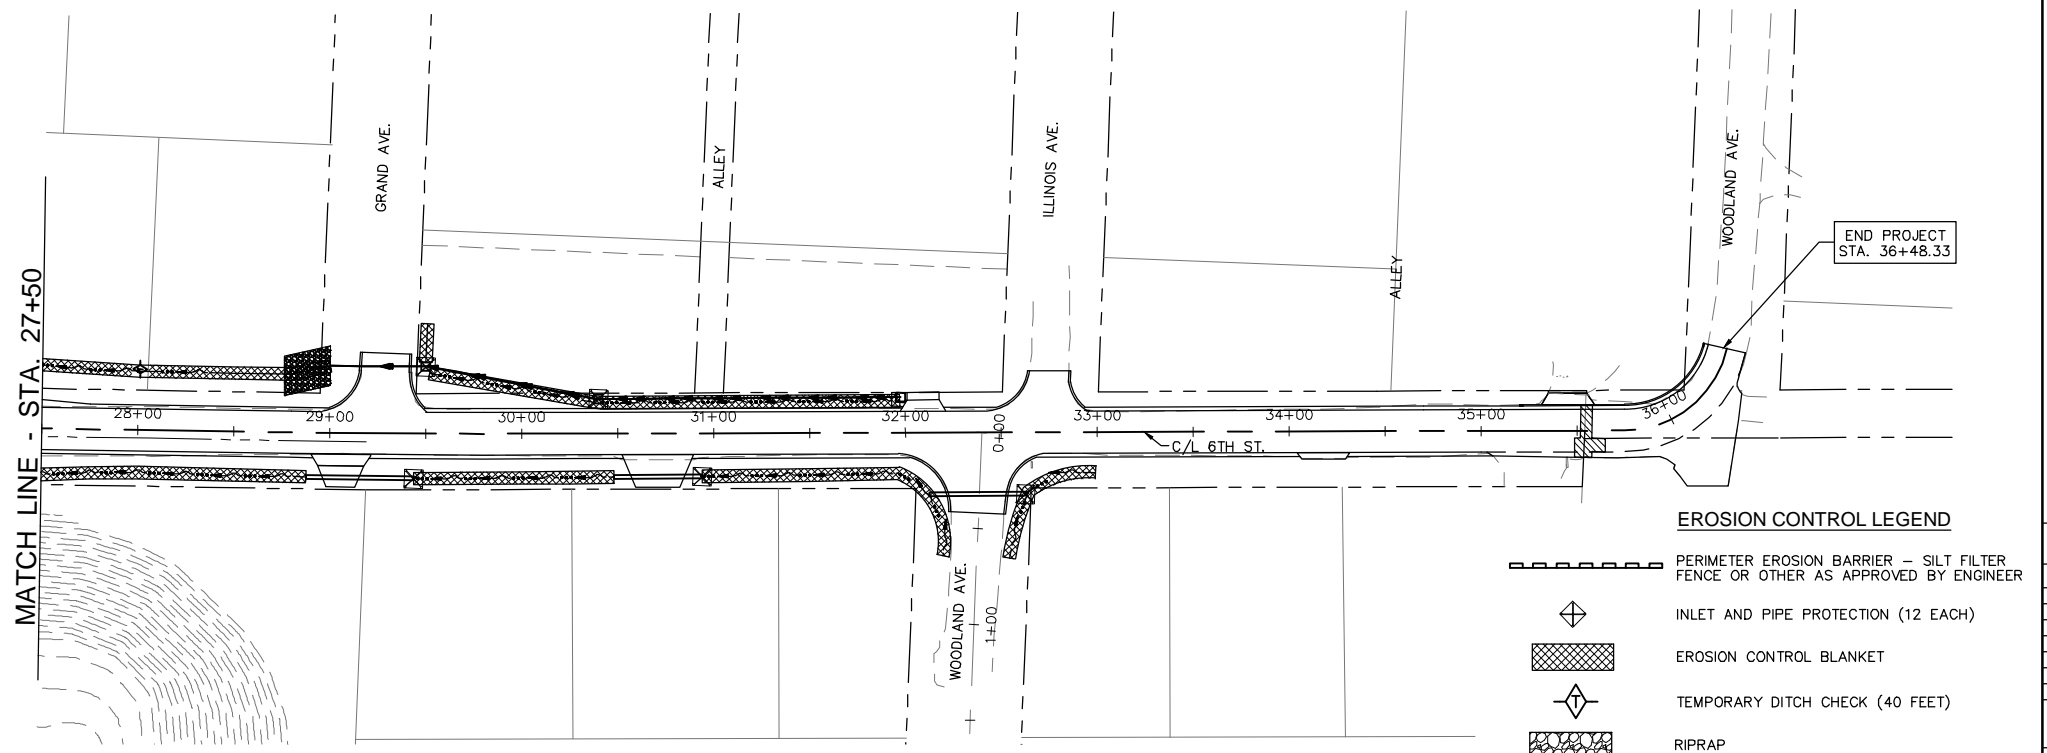 MATCH LINE - STA. 27+50
GRAND AVE.
ALLEY
ILLINOIS AVE.
ALLEY
WOODLAND AVE.
END PROJECT
STA. 36+48.33
28+00
29+00
30+00
31+00
32+00
33+00
34+00
35+00
36+00
0+00
C/L 6TH ST.
WOODLAND AVE.
1+00
EROSION CONTROL LEGEND
PERIMETER EROSION BARRIER – SILT FILTER
FENCE OR OTHER AS APPROVED BY ENGINEER
INLET AND PIPE PROTECTION (12 EACH)
EROSION CONTROL BLANKET
T
TEMPORARY DITCH CHECK (40 FEET)
RIPRAP